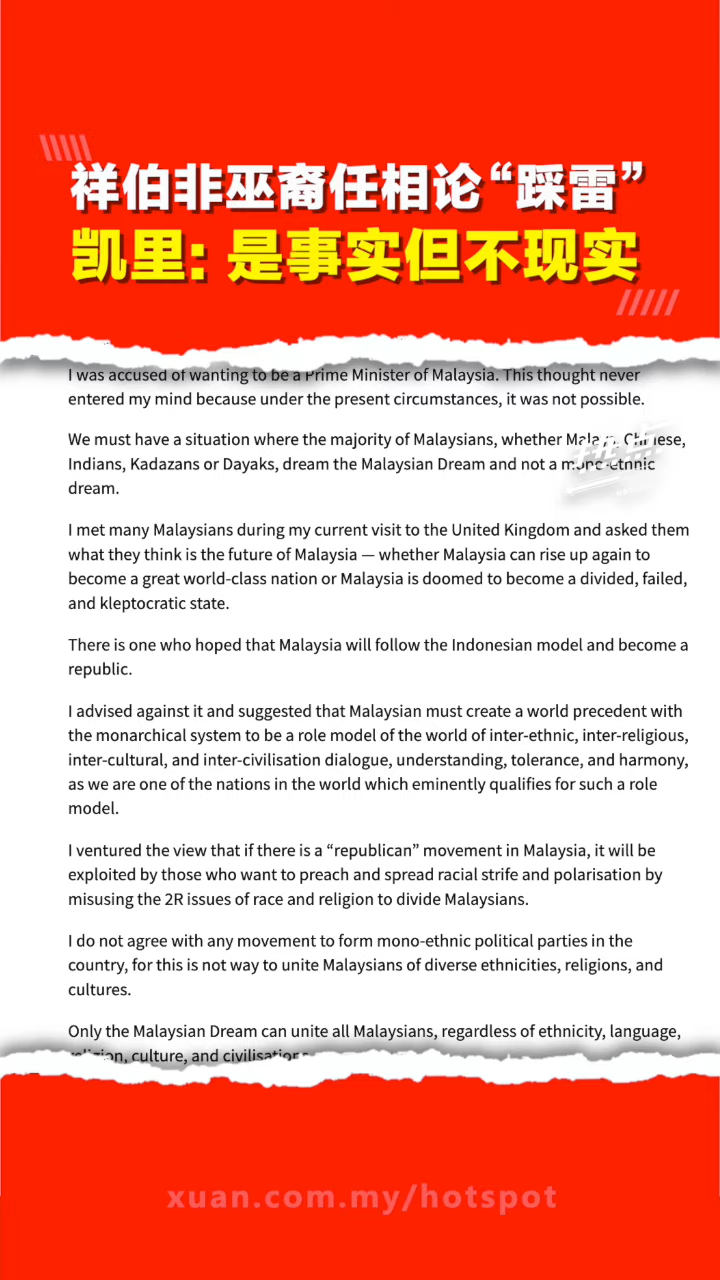 祥伯非巫裔任相论“踩雷”
凯里: 是事实但不现实
I was accused of wanting to be a Prime Minister of Malaysia. This thought never
entered my mind because under the present circumstances, it was not possible.
We must have a situation where the majority of Malaysians, whether Malays, Chinese,
Indians, Kadazans or Dayaks, dream the Malaysian Dream and not a mono-ethnic
dream.
I met many Malaysians during my current visit to the United Kingdom and asked them
what they think is the future of Malaysia — whether Malaysia can rise up again to
become a great world-class nation or Malaysia is doomed to become a divided, failed,
and kleptocratic state.
There is one who hoped that Malaysia will follow the Indonesian model and become a
republic.
I advised against it and suggested that Malaysian must create a world precedent with
the monarchical system to be a role model of the world of inter-ethnic, inter-religious,
inter-cultural, and inter-civilisation dialogue, understanding, tolerance, and harmony,
as we are one of the nations in the world which eminently qualifies for such a role
model.
I ventured the view that if there is a “republican” movement in Malaysia, it will be
exploited by those who want to preach and spread racial strife and polarisation by
misusing the 2R issues of race and religion to divide Malaysians.
I do not agree with any movement to form mono-ethnic political parties in the
country, for this is not way to unite Malaysians of diverse ethnicities, religions, and
cultures.
Only the Malaysian Dream can unite all Malaysians, regardless of ethnicity, language,
religion, culture, and civilisation
xuan.com.my/hotspot